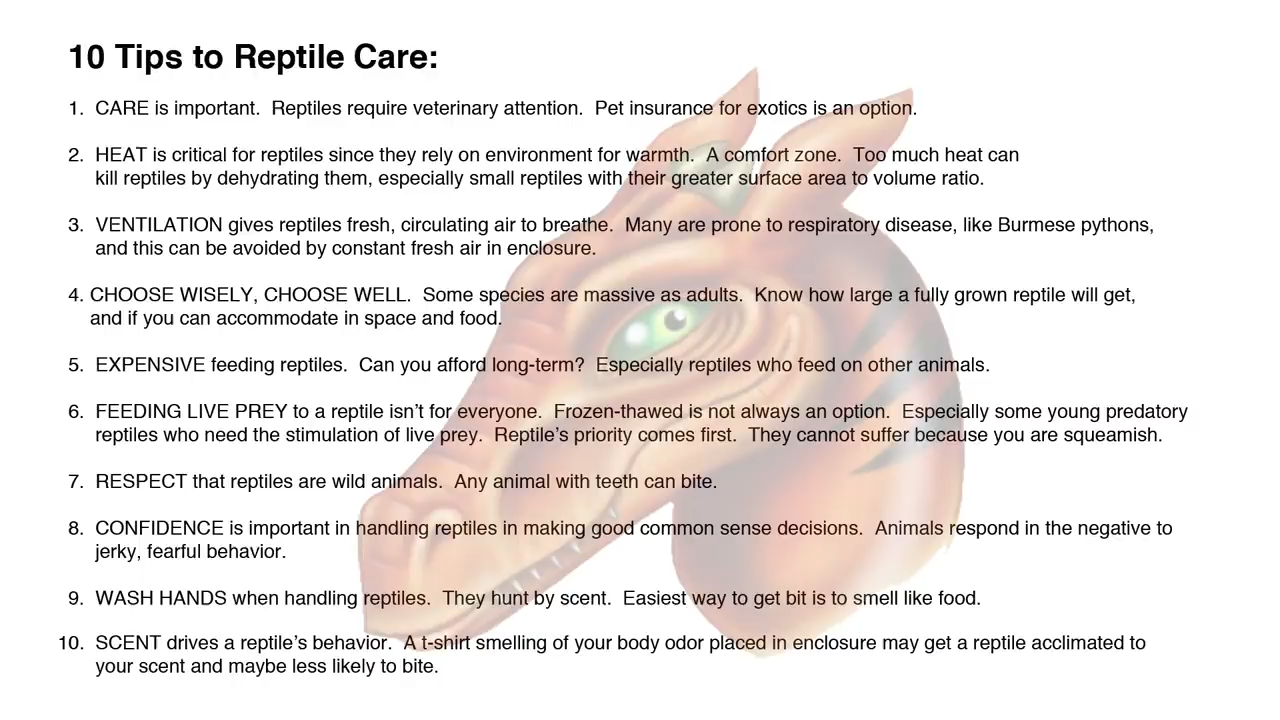 10 Tips to Reptile Care:
1. CARE is important. Reptiles require veterinary attention. Pet insurance for exotics is an option.
2. HEAT is critical for reptiles since they rely on environment for warmth. A comfort zone. Too much heat can
kill reptiles by dehydrating them, especially small reptiles with their greater surface area to volume ratio.
3. VENTILATION gives reptiles fresh, circulating air to breathe. Many are prone to respiratory disease, like Burmese pythons,
and this can be avoided by constant fresh air in enclosure.
4. CHOOSE WISELY, CHOOSE WELL. Some species are massive as adults. Know how large a fully grown reptile will get,
and if you can accommodate in space and food.
5. EXPENSIVE feeding reptiles. Can you afford long-term? Especially reptiles who feed on other animals.
6. FEEDING LIVE PREY to a reptile isn’t for everyone. Frozen-thawed is not always an option. Especially some young predatory
reptiles who need the stimulation of live prey. Reptile’s priority comes first. They cannot suffer because you are squeamish.
7. RESPECT that reptiles are wild animals. Any animal with teeth can bite.
8. CONFIDENCE is important in handling reptiles in making good common sense decisions. Animals respond in the negative to
jerky, fearful behavior.
9. WASH HANDS when handling reptiles. They hunt by scent. Easiest way to get bit is to smell like food.
10. SCENT drives a reptile’s behavior. A t-shirt smelling of your body odor placed in enclosure may get a reptile acclimated to
your scent and maybe less likely to bite.